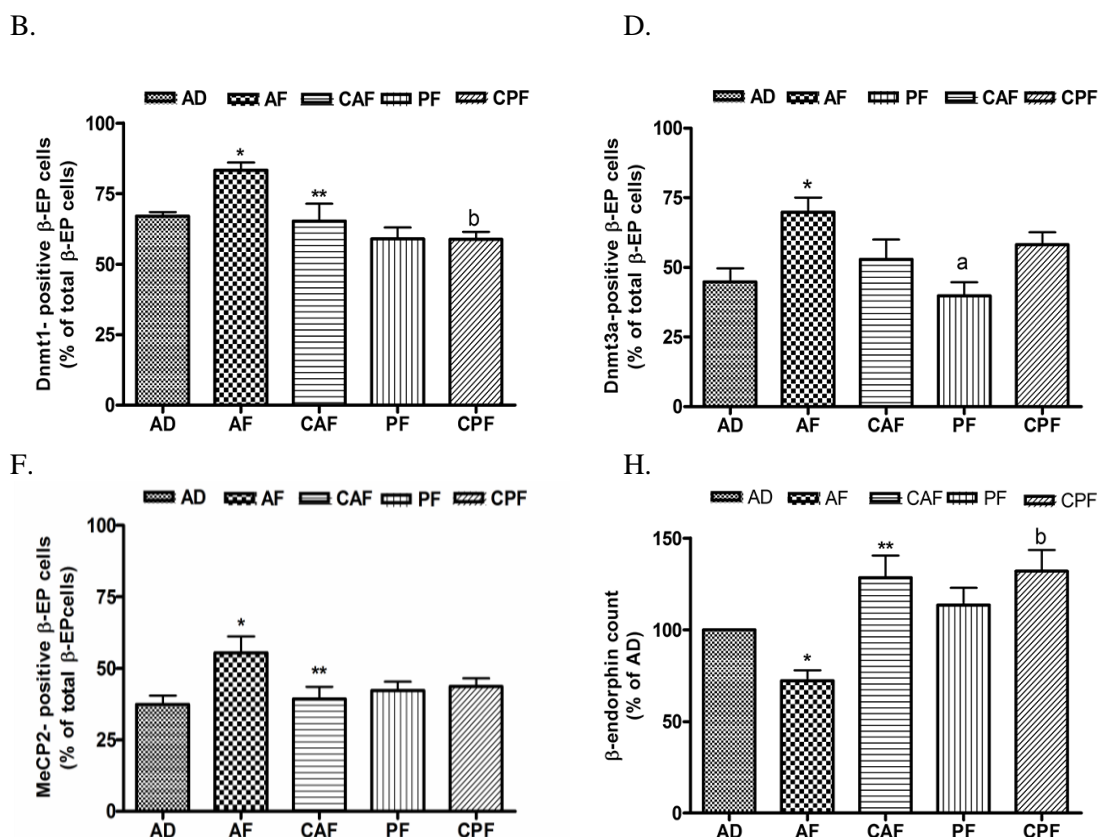 B.
AD AF CAF PF CPF
Dnmt1- positive β-EP cells
(% of total β-EP cells)
100
75
50
25
0
*
**
b
AD AF CAF PF CPF
D.
AD AF PF CAF CPF
Dnmt3a-positive β-EP cells
(% of total β-EP cells)
100
75
50
25
0
*
a
AD AF CAF PF CPF
F.
AD AF CAF PF CPF
MeCP2- positive β-EP cells
(% of total β-EPcells)
100
75
50
25
0
*
**
AD AF CAF PF CPF
H.
AD AF CAF PF CPF
β-endorphin count
(% of AD)
150
100
50
0
*
**
b
AD AF CAF PF CPF